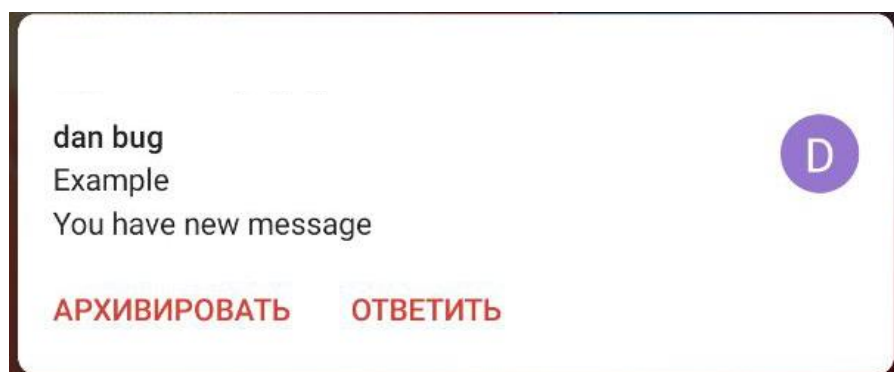 dan bug
D
Example
You have new message
АРХИВИРОВАТЬ ОТВЕТИТЬ